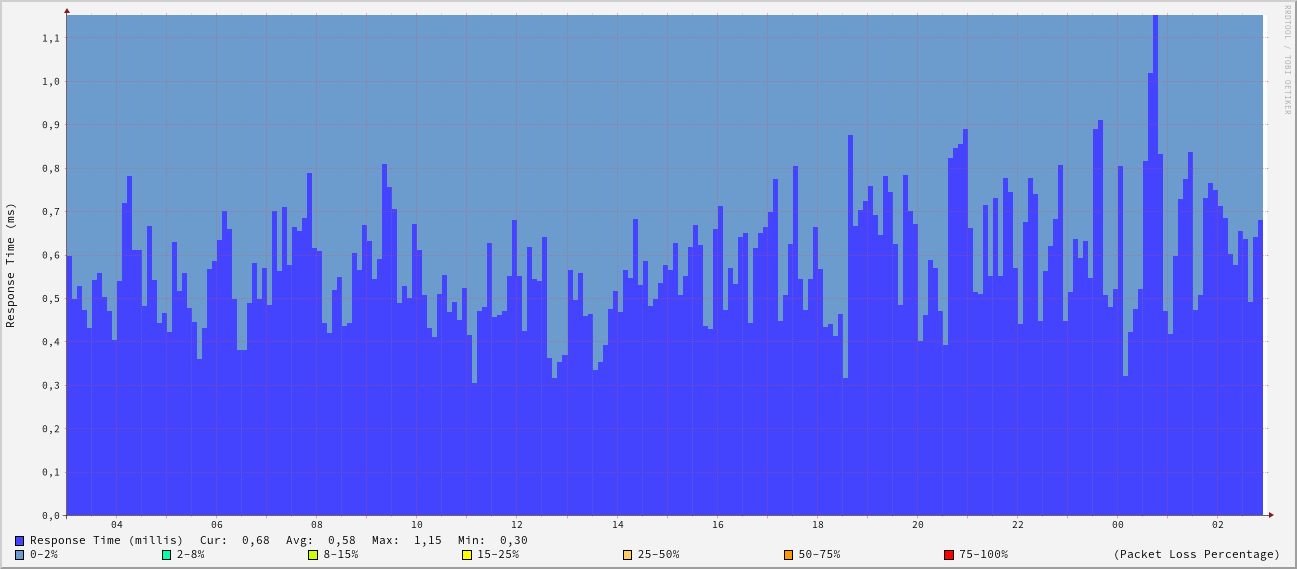 RRDTOOL / TOBI OETIKER
Response Time (ms)
1,1
1,0
0,9
0,8
0,7
0,6
0,5
0,4
0,3
0,2
0,1
0,0
04 06 08 10 12 14 16 18 20 22 00 02
Response Time (millis) Cur: 0,68 Avg: 0,58 Max: 1,15 Min: 0,30
0-2% 2-8% 8-15% 15-25% 25-50% 50-75% 75-100% (Packet Loss Percentage)